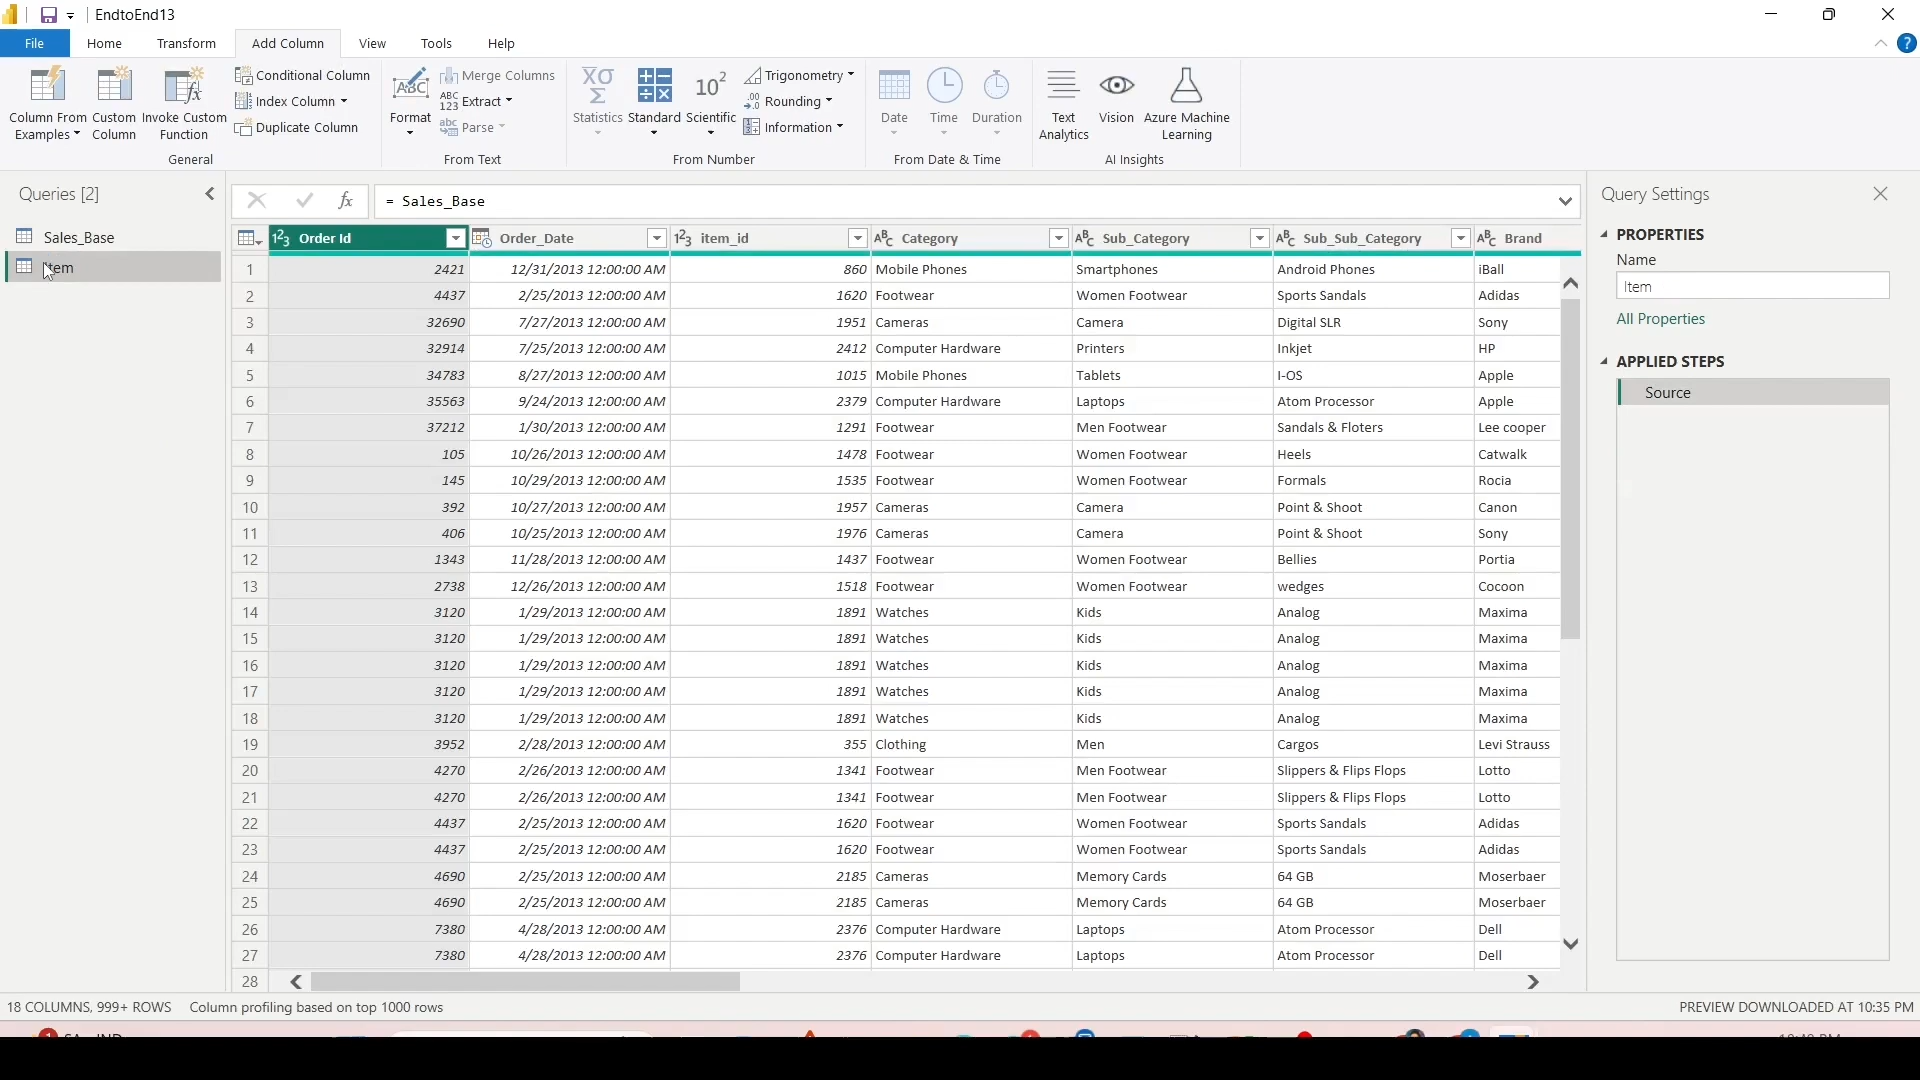 EndtoEnd13
File Home Transform Add Column View Tools Help
Column From Examples
Custom Column
Invoke Custom Function
Conditional Column
Index Column
Duplicate Column
General
Format
Merge Columns
Extract
Parse
From Text
Statistics
Standard
Scientific
Trigonometry
Rounding
Information
From Number
Date
Time
Duration
From Date & Time
Text Analytics
Vision
Azure Machine Learning
AI Insights
Queries [2]
Sales_Base
Item
= Sales_Base
Order Id Order_Date item_id Category Sub_Category Sub_Sub_Category Brand
1 2421 12/31/2013 12:00:00 AM 860 Mobile Phones Smartphones Android Phones iBall
2 4437 2/25/2013 12:00:00 AM 1620 Footwear Women Footwear Sports Sandals Adidas
3 32690 7/27/2013 12:00:00 AM 1951 Cameras Camera Digital SLR Sony
4 32914 7/25/2013 12:00:00 AM 2412 Computer Hardware Printers Inkjet HP
5 34783 8/27/2013 12:00:00 AM 1015 Mobile Phones Tablets I-OS Apple
6 35563 9/24/2013 12:00:00 AM 2379 Computer Hardware Laptops Atom Processor Apple
7 37212 1/30/2013 12:00:00 AM 1291 Footwear Men Footwear Sandals & Floters Lee cooper
8 105 10/26/2013 12:00:00 AM 1478 Footwear Women Footwear Heels Catwalk
9 145 10/29/2013 12:00:00 AM 1535 Footwear Women Footwear Formals Rocia
10 392 10/27/2013 12:00:00 AM 1957 Cameras Camera Point & Shoot Canon
11 406 10/25/2013 12:00:00 AM 1976 Cameras Camera Point & Shoot Sony
12 1343 11/28/2013 12:00:00 AM 1437 Footwear Women Footwear Bellies Portia
13 2738 12/26/2013 12:00:00 AM 1518 Footwear Women Footwear wedges Cocoon
14 3120 1/29/2013 12:00:00 AM 1891 Watches Kids Analog Maxima
15 3120 1/29/2013 12:00:00 AM 1891 Watches Kids Analog Maxima
16 3120 1/29/2013 12:00:00 AM 1891 Watches Kids Analog Maxima
17 3120 1/29/2013 12:00:00 AM 1891 Watches Kids Analog Maxima
18 3120 1/29/2013 12:00:00 AM 1891 Watches Kids Analog Maxima
19 3952 2/28/2013 12:00:00 AM 355 Clothing Men Cargos Levi Strauss
20 4270 2/26/2013 12:00:00 AM 1341 Footwear Men Footwear Slippers & Flips Flops Lotto
21 4270 2/26/2013 12:00:00 AM 1341 Footwear Men Footwear Slippers & Flips Flops Lotto
22 4437 2/25/2013 12:00:00 AM 1620 Footwear Women Footwear Sports Sandals Adidas
23 4437 2/25/2013 12:00:00 AM 1620 Footwear Women Footwear Sports Sandals Adidas
24 4690 2/25/2013 12:00:00 AM 2185 Cameras Memory Cards 64 GB Moserbaer
25 4690 2/25/2013 12:00:00 AM 2185 Cameras Memory Cards 64 GB Moserbaer
26 7380 4/28/2013 12:00:00 AM 2376 Computer Hardware Laptops Atom Processor Dell
27 7380 4/28/2013 12:00:00 AM 2376 Computer Hardware Laptops Atom Processor Dell
28
Query Settings
PROPERTIES
Name
Item
All Properties
APPLIED STEPS
Source
18 COLUMNS, 999+ ROWS Column profiling based on top 1000 rows
PREVIEW DOWNLOADED AT 10:35 PM